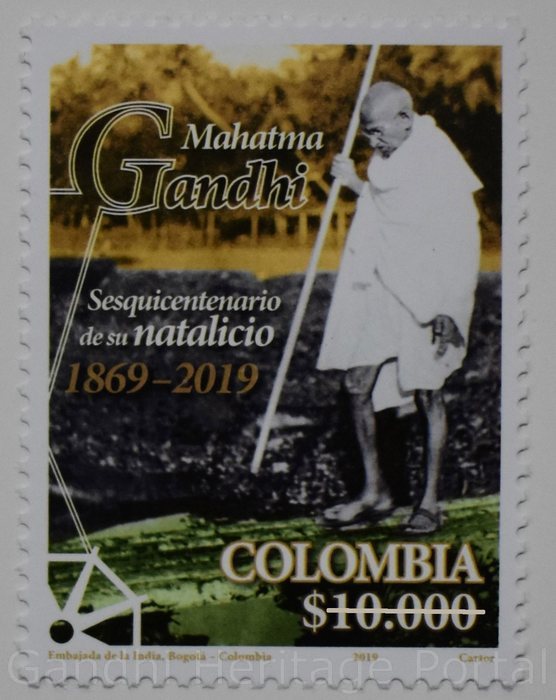 Mahatma
Gandhi
Sesquicentenario
de su natalicio
1869–2019
COLOMBIA
$10.000
Embajada de la India, Bogotá - Colombia 2019 Cartor
Gandhi Heritage Portal